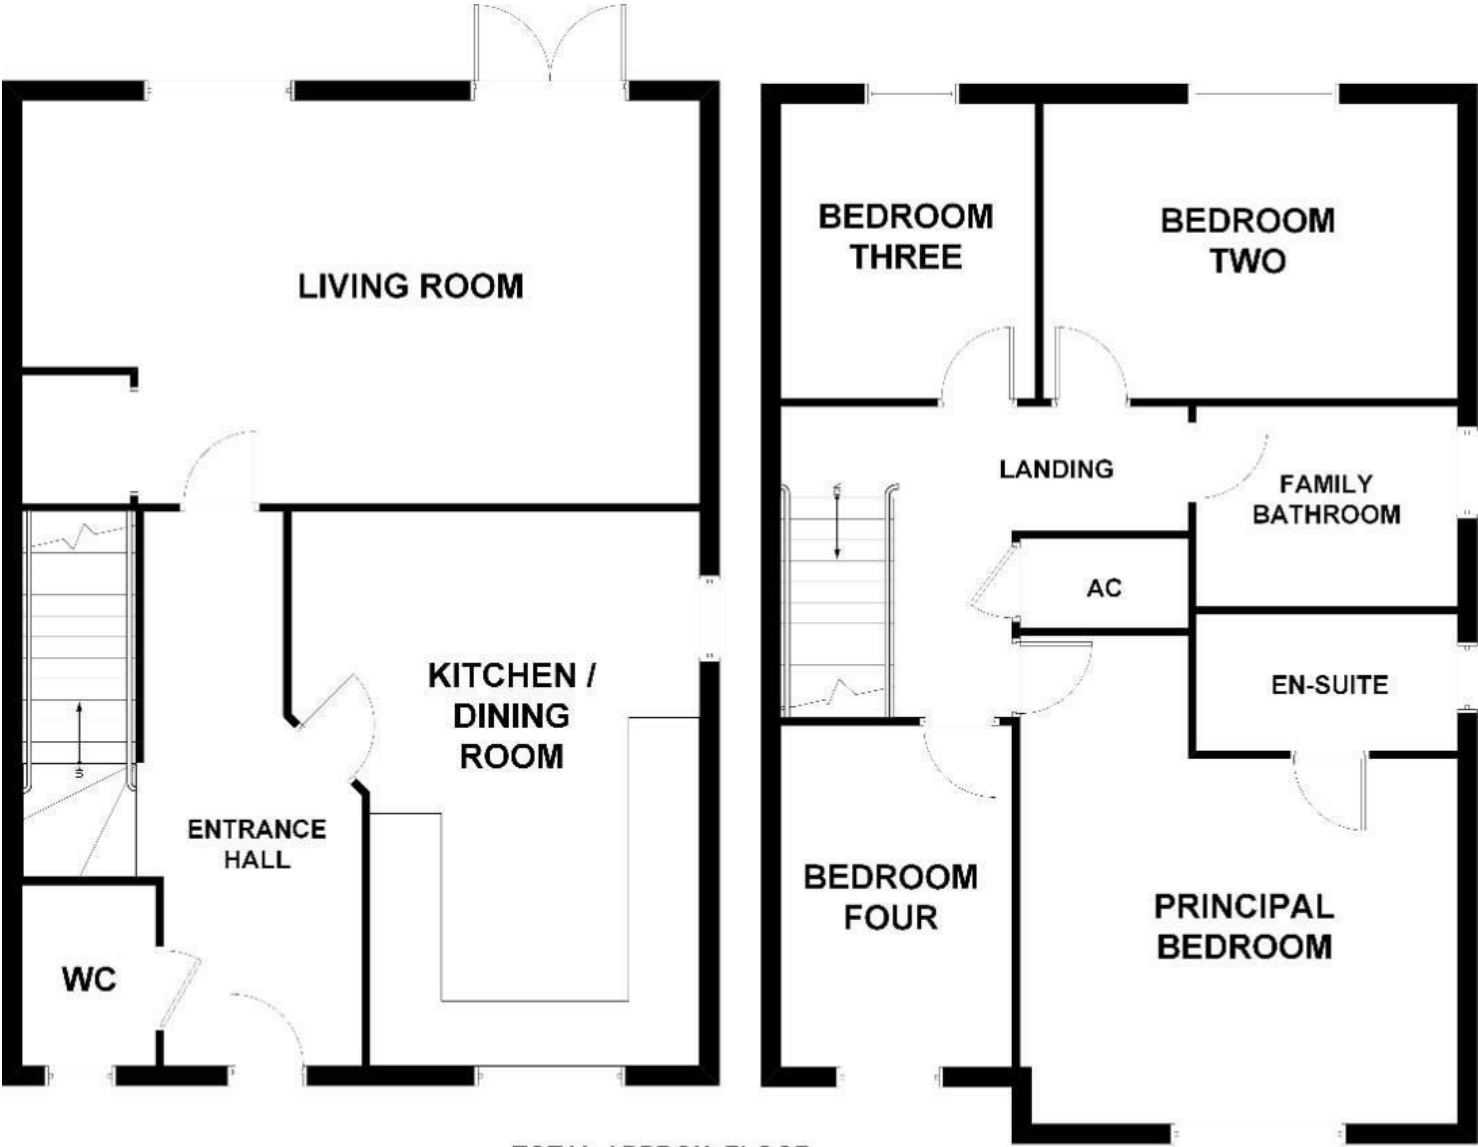 LIVING ROOM
KITCHEN /
DINING
ROOM
ENTRANCE
HALL
WC
UP
BEDROOM
THREE
BEDROOM
TWO
LANDING
FAMILY
BATHROOM
AC
EN-SUITE
BEDROOM
FOUR
PRINCIPAL
BEDROOM